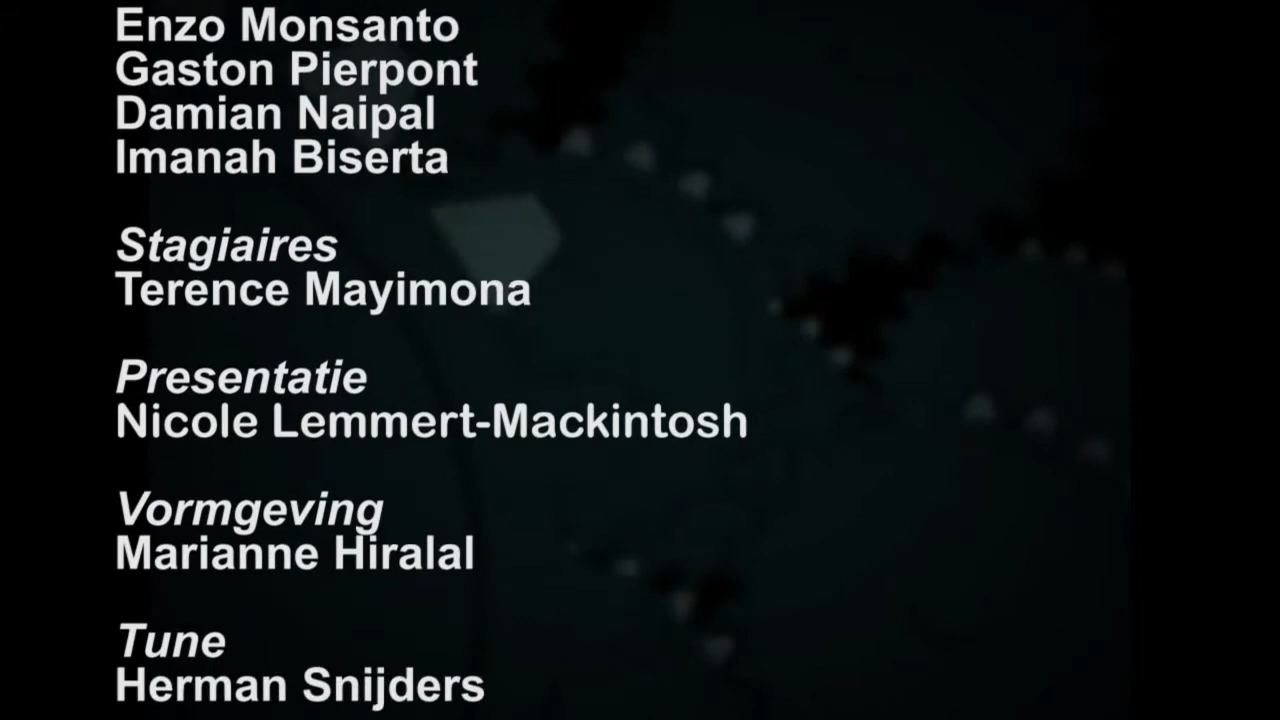 Enzo Monsanto
Gaston Pierpont
Damian Naipal
Imanah Biserta
Stagiaires
Terence Mayimona
Presentatie
Nicole Lemmert-Mackintosh
Vormgeving
Marianne Hiralal
Tune
Herman Snijders